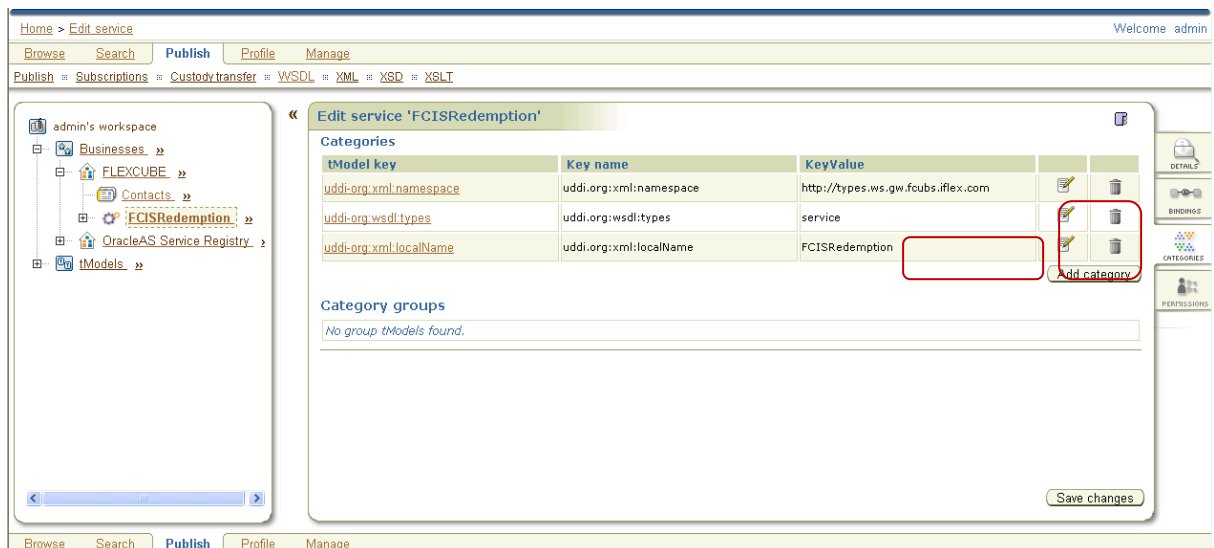 Home > Edit service
Welcome admin
Browse Search Publish Profile Manage
Publish Subscriptions Custody transfer WSDL XML XSD XSLT
admin's workspace
Businesses »
FLEXCUBE »
Contacts »
FCISRedemption »
OracleAS Service Registry ›
tModels »
«
Edit service 'FCISRedemption'
Categories
tModel key Key name KeyValue
uddi-org:xml:namespace uddi.org:xml:namespace http://types.ws.gw.fcubs.iflex.com
uddi-org:wsdl:types uddi.org:wsdl:types service
uddi-org:xml:localName uddi.org:xml:localName FCISRedemption
Add category
Category groups
No group tModels found.
Save changes
DETAILS
BINDINGS
CATEGORIES
PERMISSIONS
Browse Search Publish Profile Manage